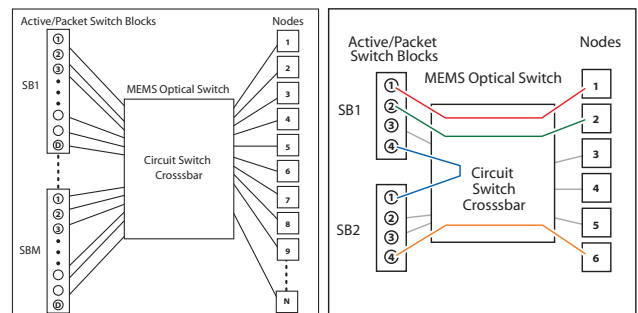 Active/Packet Switch Blocks
Nodes
1
2
3
SB1
D
MEMS Optical Switch
Circuit Switch
Crosssbar
1
2
3
SBM
D
1
2
3
4
5
6
7
8
9
N
Active/Packet
Switch Blocks
Nodes
MEMS Optical Switch
SB1
1
2
3
4
SB2
1
2
3
4
Circuit
Switch
Crosssbar
1
2
3
4
5
6